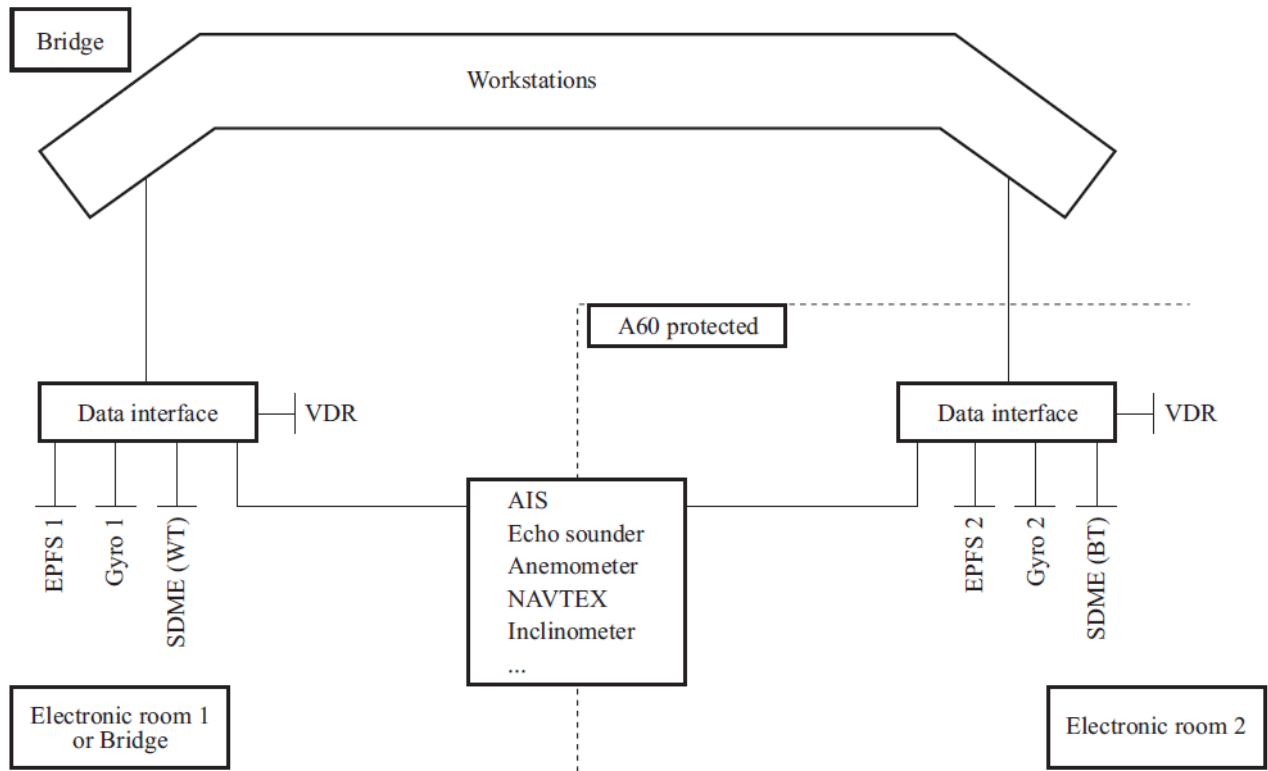 Bridge
Workstations
A60 protected
Data interface
VDR
Data interface
VDR
EPFS 1
Gyro 1
SDME (WT)
AIS
Echo sounder
Anemometer
NAVTEX
Inclinometer
...
EPFS 2
Gyro 2
SDME (BT)
Electronic room 1
or Bridge
Electronic room 2